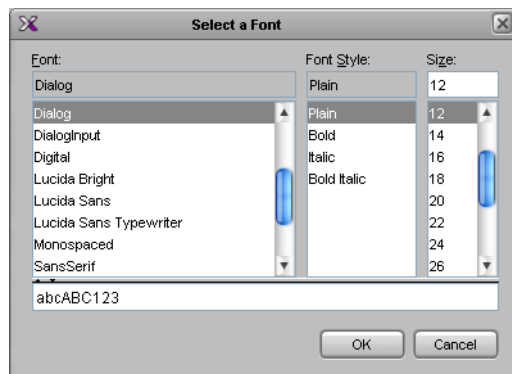 Select a Font
Font: Font Style: Size:
Dialog Plain 12
Dialog Plain 12
DialogInput Bold 14
Digital Italic 16
Lucida Bright Bold Italic 18
Lucida Sans 20
Lucida Sans Typewriter 22
Monospaced 24
SansSerif 26
abcABC123
OK Cancel